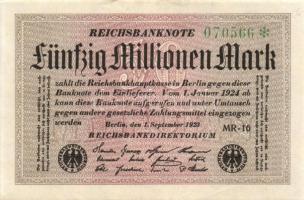 REICHSBANKNOTE
070566 *
Fünfzig Millionen Mark
zahlt die Reichsbankhauptkasse in Berlin gegen diese
Banknote dem Einlieferer. Vom 1. Januar 1924 ab
kann diese Banknote aufgerufen und unter Umtausch
gegen andere gesetzliche Zahlungsmittel eingezogen
werden
MR-10
Berlin, den 1. September 1923
REICHSBANKDIREKTORIUM